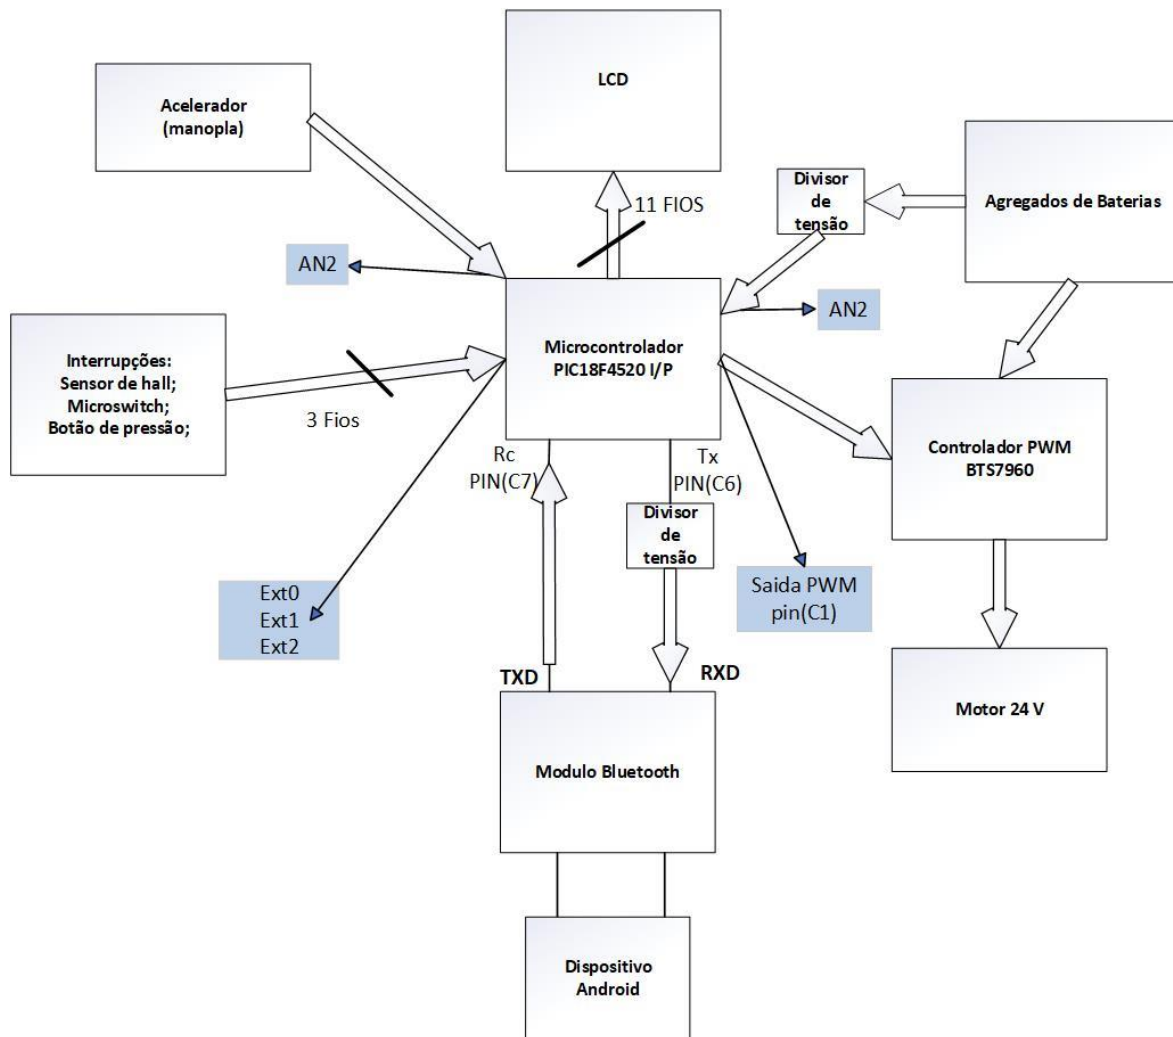 LCD
Acelerador
(manopla)
Divisor
de
tensão
Agregados de Baterias
11 FIOS
AN2
AN2
Interrupções:
Sensor de hall;
Microswitch;
Botão de pressão;
3 Fios
Microcontrolador
PIC18F4520 I/P
Controlador PWM
BTS7960
Rc
PIN(C7)
Tx
PIN(C6)
Divisor
de
tensão
Ext0
Ext1
Ext2
Saida PWM
pin(C1)
TXD
RXD
Motor 24 V
Modulo Bluetooth
Dispositivo
Android